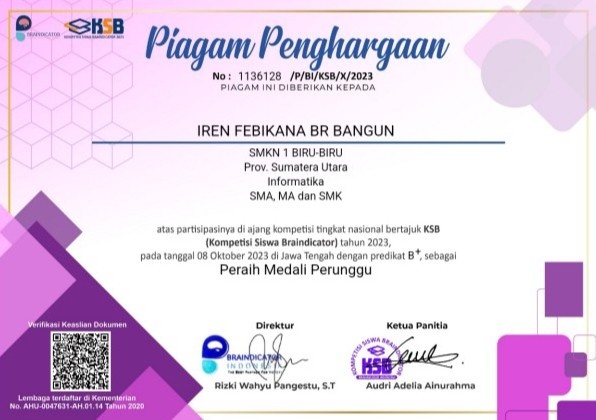 BRAINDICATOR
KSB
Piagam Penghargaan
No : 1136128 /P/BI/KSB/X/2023
PIAGAM INI DIBERIKAN KEPADA
IREN FEBIKANA BR BANGUN
SMKN 1 BIRU-BIRU
Prov. Sumatera Utara
Informatika
SMA, MA dan SMK
atas partisipasinya di ajang kompetisi tingkat nasional bertajuk KSB
(Kompetisi Siswa Braindicator) tahun 2023,
pada tanggal 08 Oktober 2023 di Jawa Tengah dengan predikat B+, sebagai
Peraih Medali Perunggu
Verifikasi Keaslian Dokumen
Lembaga terdaftar di Kementerian
No. AHU-0047631-AH.01.14 Tahun 2020
Direktur
BRAINDICATOR
INDONESIA
Rizki Wahyu Pangestu, S.T
Ketua Panitia
KOMPETISI SISWA BRAINDICATOR
KSB
Audri Adelia Ainurahma